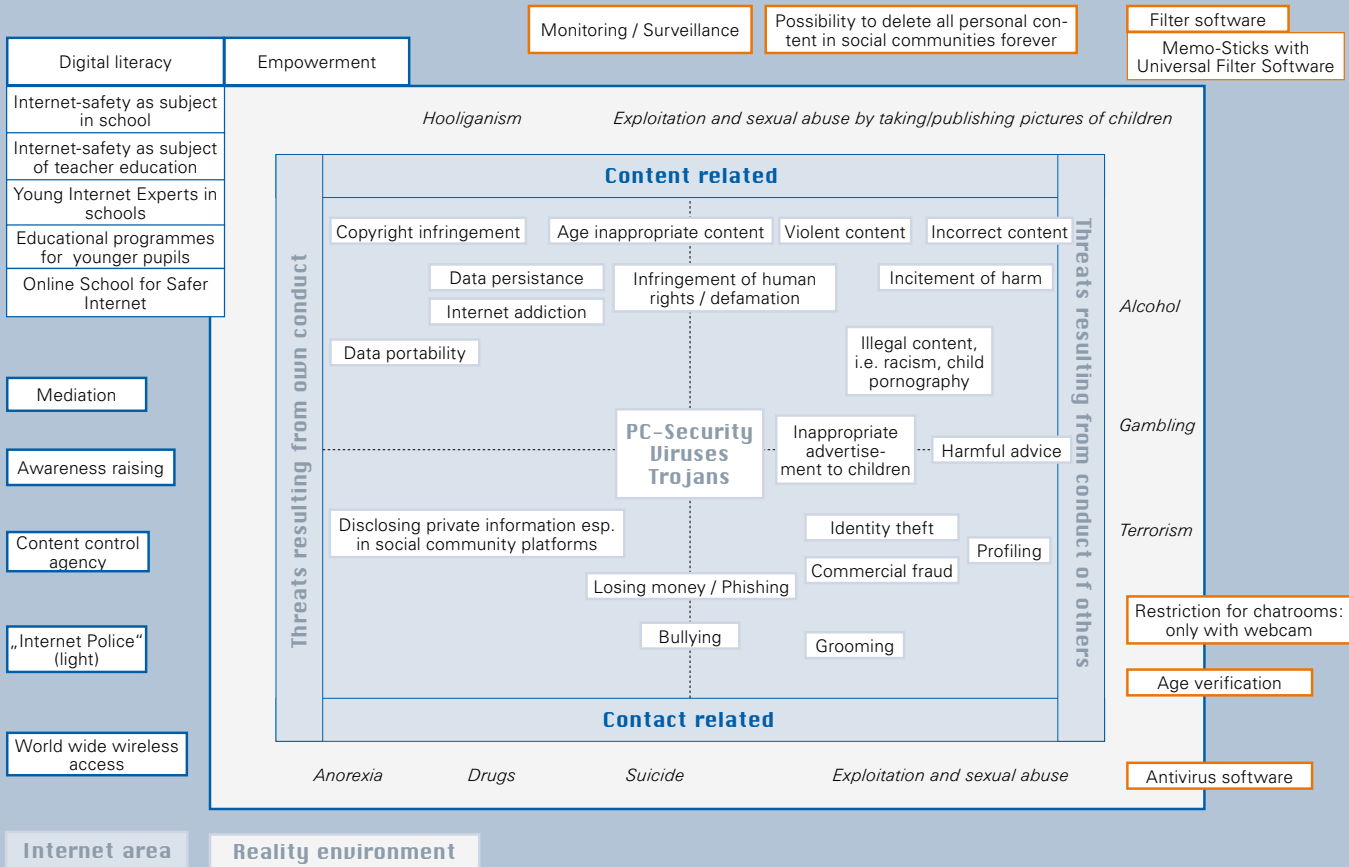 Monitoring / Surveillance
Possibility to delete all personal con-
tent in social communities forever
Filter software
Memo-Sticks with
Universal Filter Software
Digital literacy
Empowerment
Internet-safety as subject
in school
Internet-safety as subject
of teacher education
Young Internet Experts in
schools
Educational programmes
for younger pupils
Online School for Safer
Internet
Mediation
Awareness raising
Content control
agency
„Internet Police“
(light)
World wide wireless
access
Hooliganism
Exploitation and sexual abuse by taking/publishing pictures of children
Content related
Threats resulting from own conduct
Copyright infringement
Age inappropriate content
Violent content
Incorrect content
Data persistance
Infringement of human
rights / defamation
Incitement of harm
Internet addiction
Data portability
Illegal content,
i.e. racism, child
pornography
PC-Security
Viruses
Trojans
Inappropriate
advertise-
ment to children
Harmful advice
Disclosing private information esp.
in social community platforms
Identity theft
Profiling
Commercial fraud
Losing money / Phishing
Bullying
Grooming
Threats resulting from conduct of others
Contact related
Alcohol
Gambling
Terrorism
Restriction for chatrooms:
only with webcam
Age verification
Antivirus software
Anorexia
Drugs
Suicide
Exploitation and sexual abuse
Internet area
Reality environment